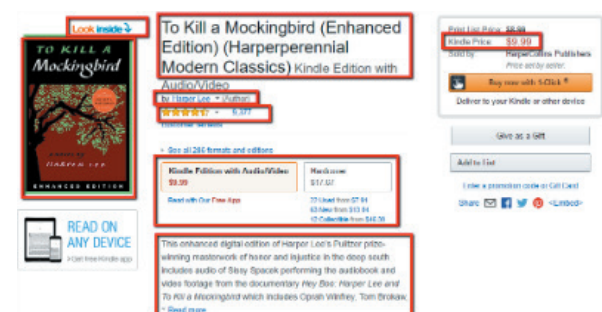 Look inside
TO KILL A
Mockingbird
Harper Lee
ENHANCED EDITION
READ ON
ANY DEVICE
Get free Kindle app
To Kill a Mockingbird (Enhanced
Edition) (Harperperennial
Modern Classics) Kindle Edition with
Audio/Video
by Harper Lee (Author)
customer reviews
See all 286 formats and editions
Kindle Edition with Audio/Video
$9.99
Read with Our Free App
Hardcover
22 Used from
53 New from
12 Collectible from
This enhanced digital edition of Harper Lee's Pulitzer prize-
winning masterwork of honor and injustice in the deep south
includes audio of Sissy Spacek performing the audiobook and
video footage from the documentary Hey Boo: Harper Lee and
To Kill a Mockingbird which includes Oprah Winfrey, Tom Brokaw,
Read more
Print List Price:
Kindle Price: $9.99
Sold by: HarperCollins Publishers
Price set by seller.
Buy now with 1-Click ®
Deliver to your Kindle or other device
Give as a Gift
Add to List
Enter a promotion code or Gift Card
Share <Embed>